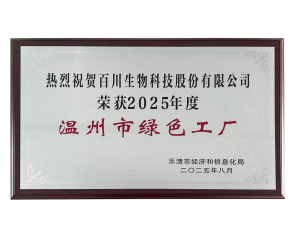 热烈祝贺百川生物科技股份有限公司
荣获2025年度
温州市绿色工厂
乐清市经济和信息化局
二〇二五年八月